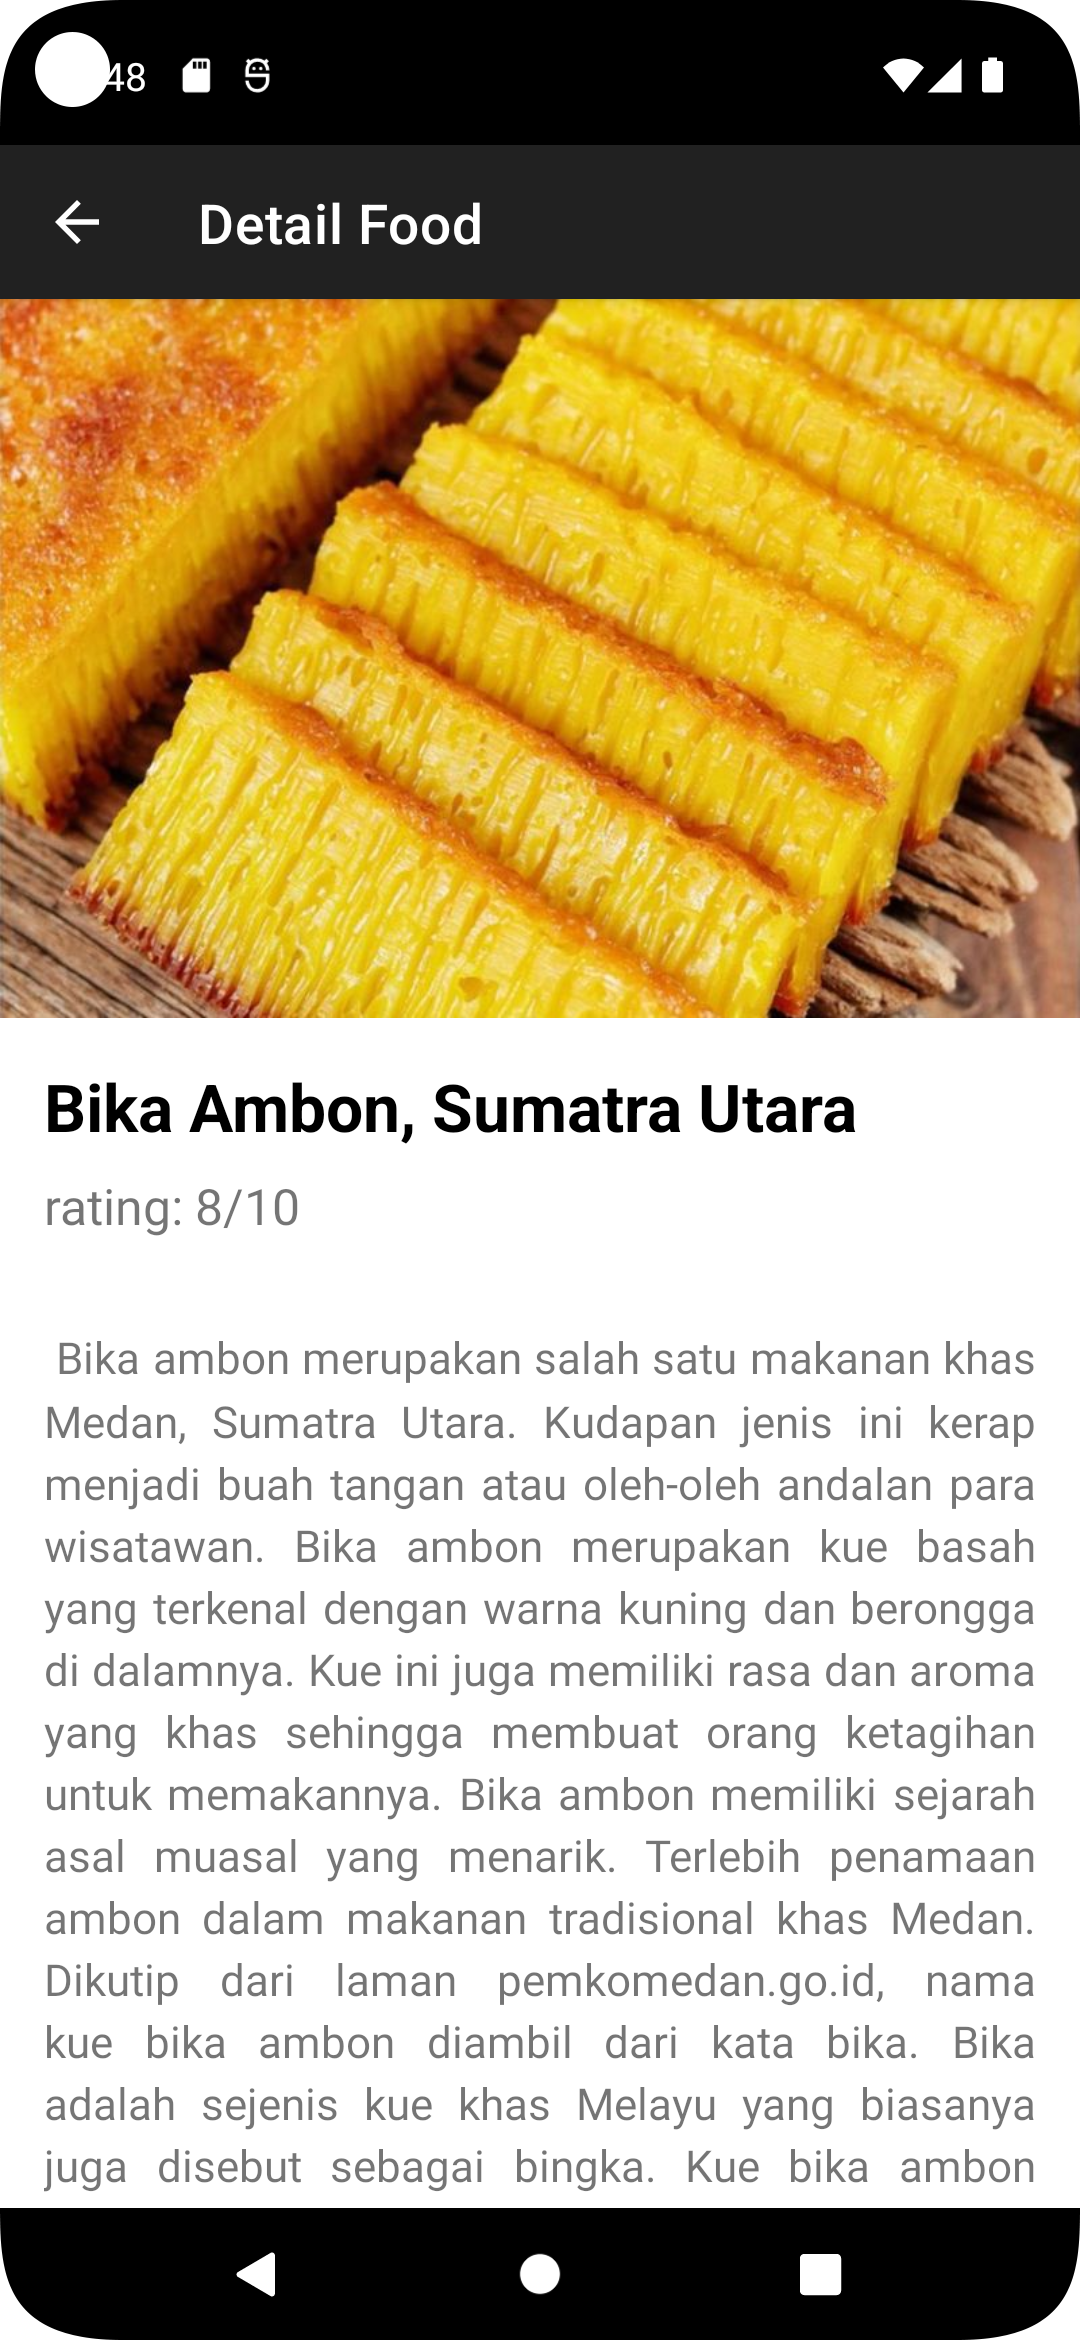 48
Detail Food
Bika Ambon, Sumatra Utara
rating: 8/10
Bika ambon merupakan salah satu makanan khas
Medan, Sumatra Utara. Kudapan jenis ini kerap
menjadi buah tangan atau oleh-oleh andalan para
wisatawan. Bika ambon merupakan kue basah
yang terkenal dengan warna kuning dan berongga
di dalamnya. Kue ini juga memiliki rasa dan aroma
yang khas sehingga membuat orang ketagihan
untuk memakannya. Bika ambon memiliki sejarah
asal muasal yang menarik. Terlebih penamaan
ambon dalam makanan tradisional khas Medan.
Dikutip dari laman pemkomedan.go.id, nama
kue bika ambon diambil dari kata bika. Bika
adalah sejenis kue khas Melayu yang biasanya
juga disebut sebagai bingka. Kue bika ambon